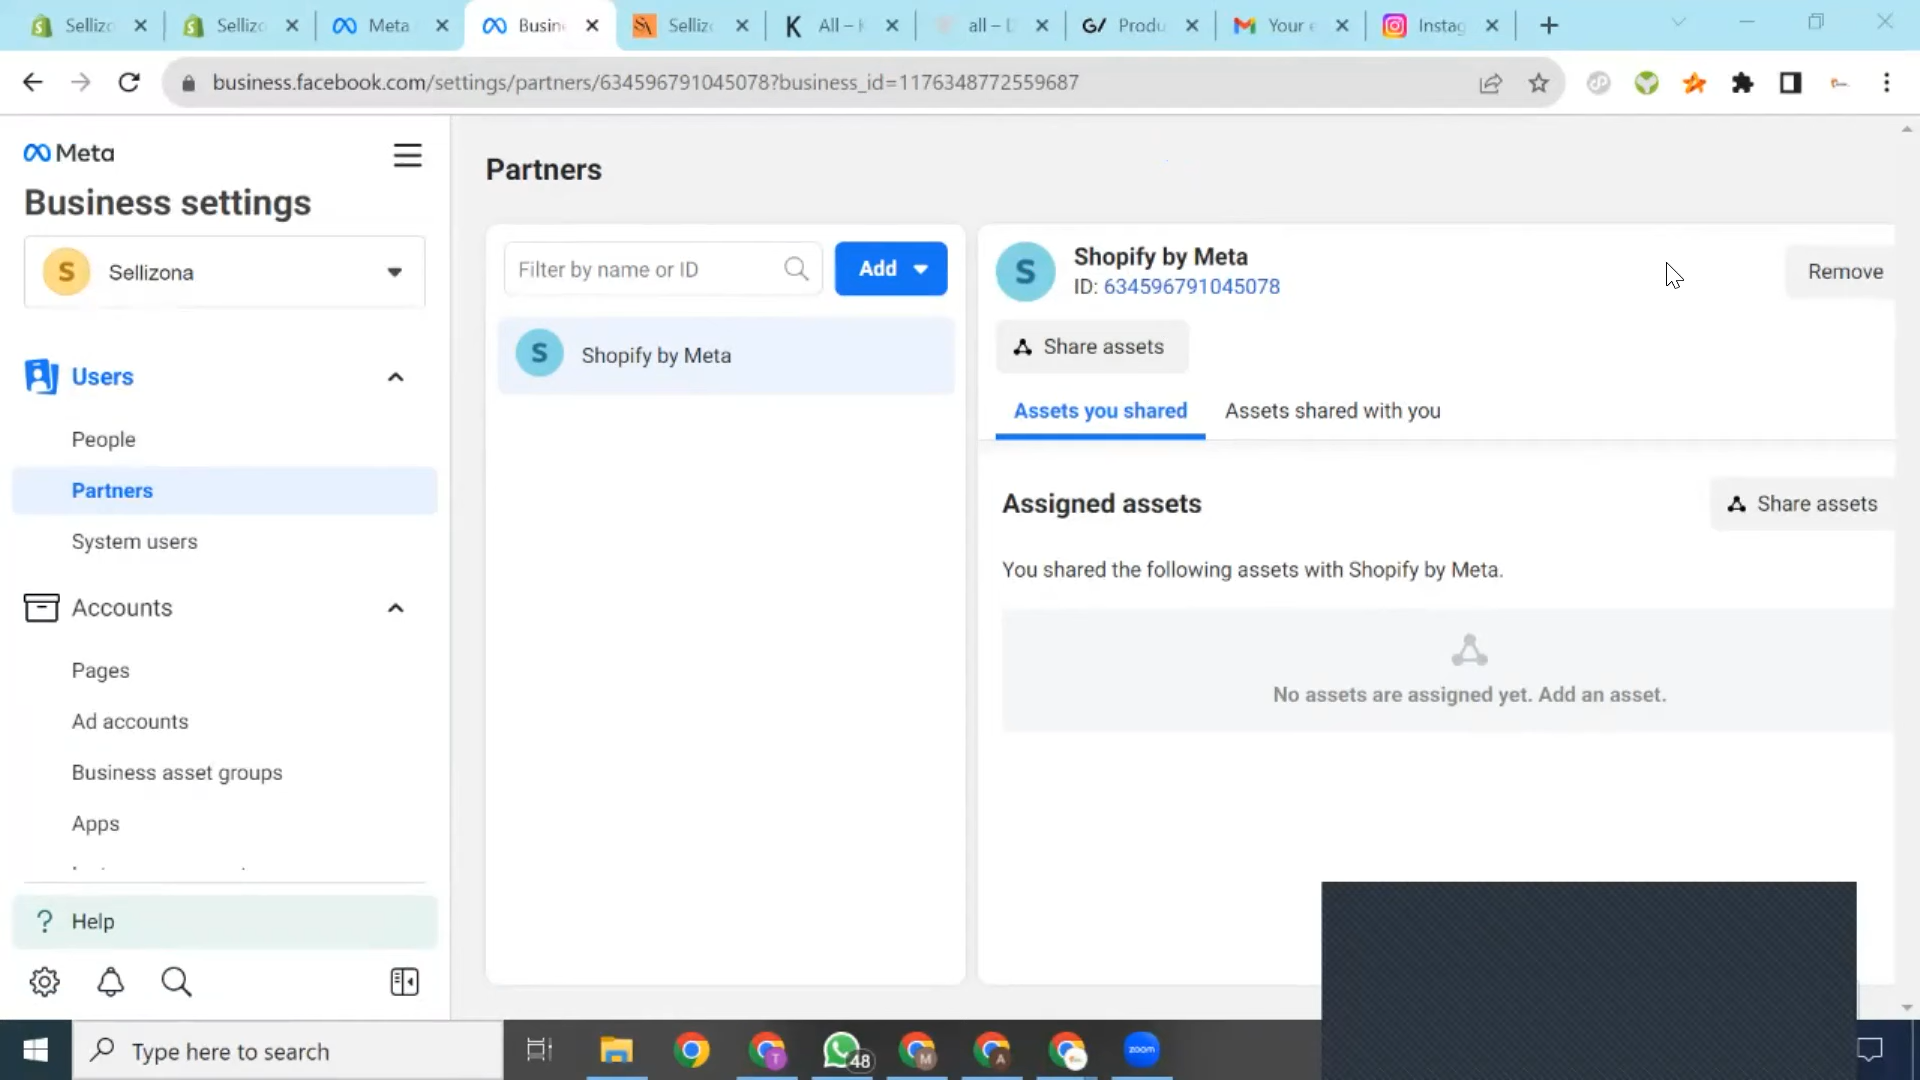 Selliza
Selliza
Meta
Busin
Selliz
K All – K
all – D
G/ Produ
Your e
Instag
business.facebook.com/settings/partners/634596791045078?business_id=1176348772559687
Meta
Business settings
S Sellizona
Users
People
Partners
System users
Accounts
Pages
Ad accounts
Business asset groups
Apps
? Help
Partners
Filter by name or ID
Add
S Shopify by Meta
S Shopify by Meta
ID: 634596791045078
Remove
Share assets
Assets you shared Assets shared with you
Assigned assets
Share assets
You shared the following assets with Shopify by Meta.
No assets are assigned yet. Add an asset.
Type here to search
T
48
M
A
zoom